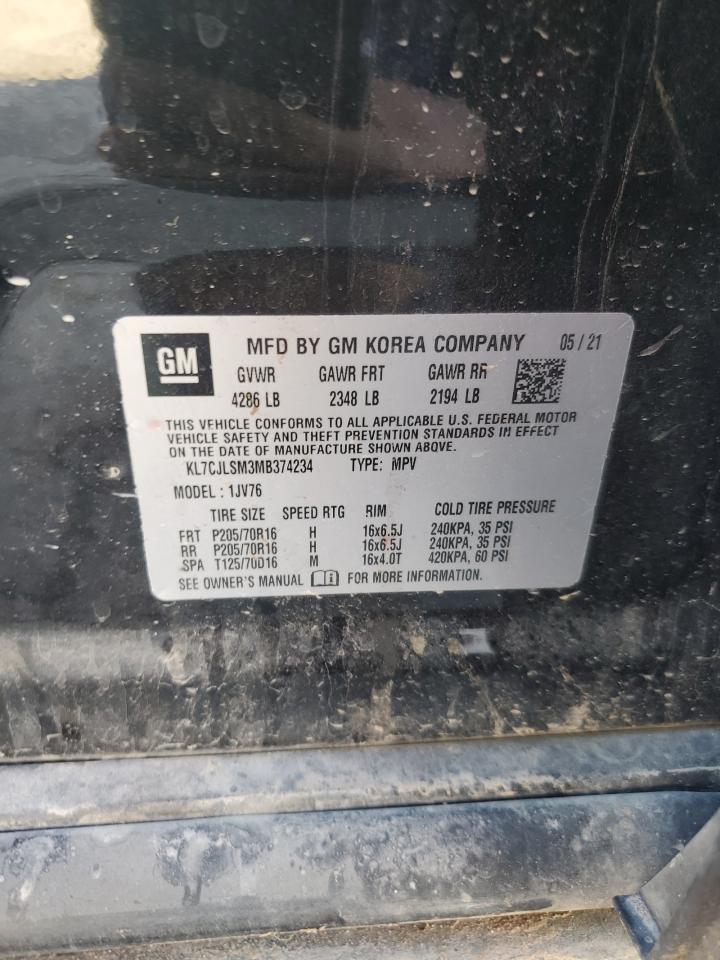 GM MFD BY GM KOREA COMPANY 05 / 21
GVWR GAWR FRT GAWR RR
4286 LB 2348 LB 2194 LB
THIS VEHICLE CONFORMS TO ALL APPLICABLE U.S. FEDERAL MOTOR
VEHICLE SAFETY AND THEFT PREVENTION STANDARDS IN EFFECT
ON THE DATE OF MANUFACTURE SHOWN ABOVE.
KL7CJLSM3MB374234 TYPE: MPV
MODEL : 1JV76
TIRE SIZE SPEED RTG RIM COLD TIRE PRESSURE
FRT P205/70R16 H 16x6.5J 240KPA, 35 PSI
RR P205/70R16 H 16x6.5J 240KPA, 35 PSI
SPA T125/70D16 M 16x4.0T 420KPA, 60 PSI
SEE OWNER'S MANUAL FOR MORE INFORMATION.